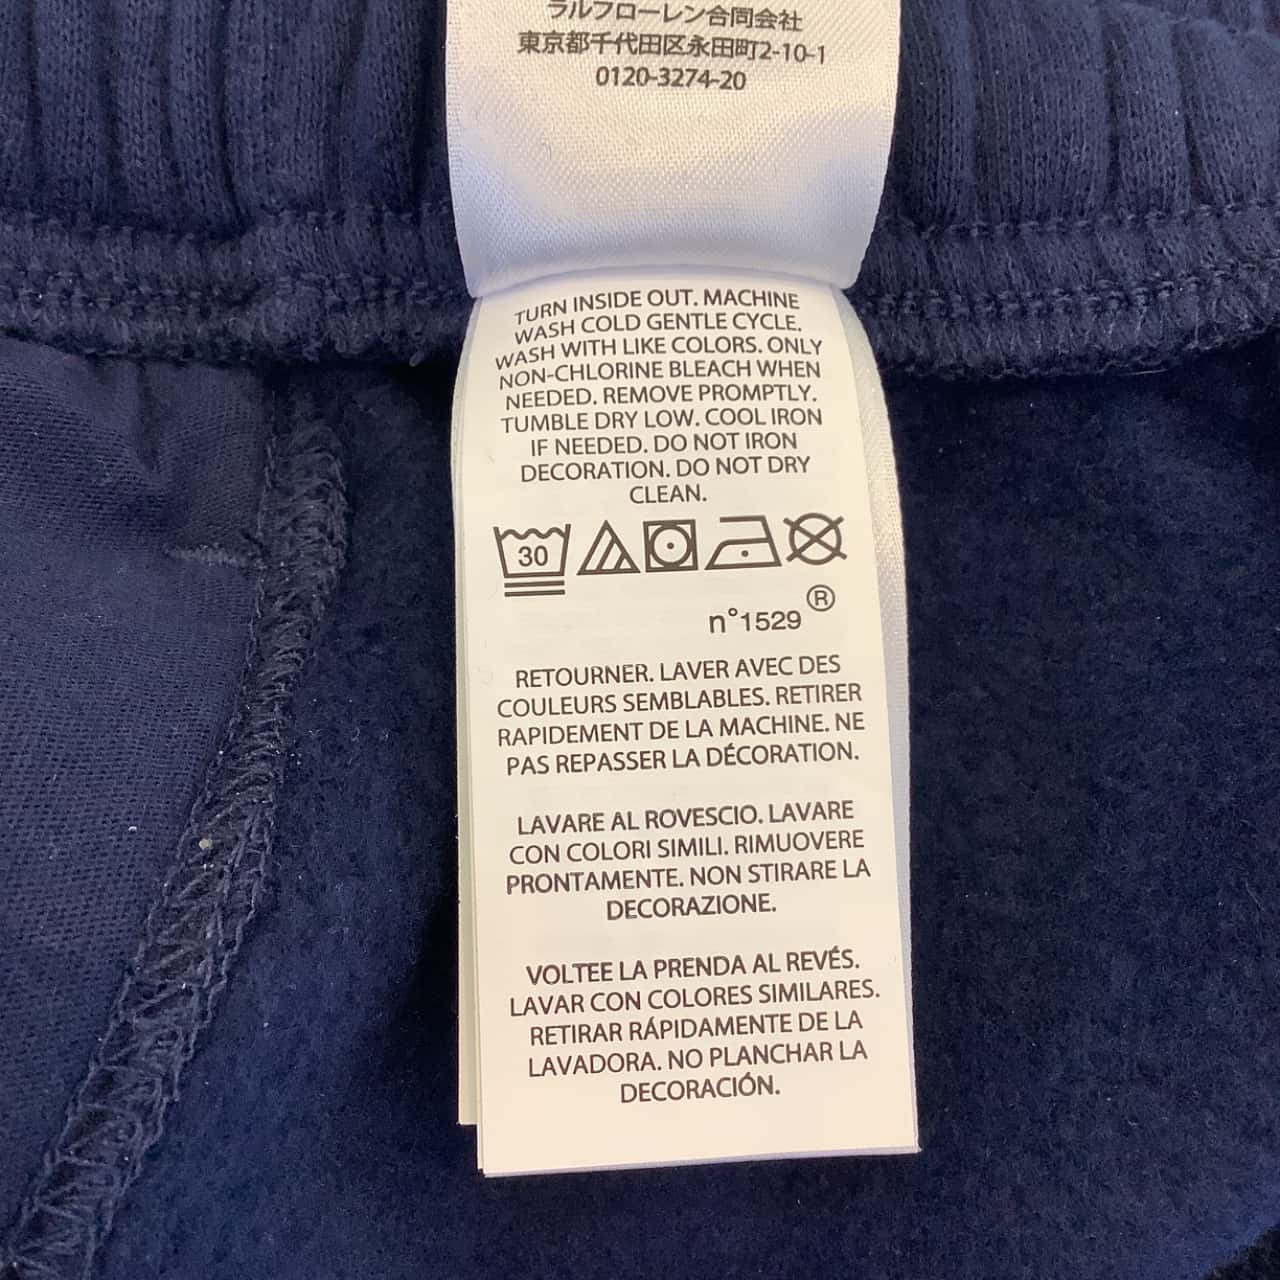 ラルフローレン合同会社
東京都千代田区永田町2-10-1
0120-3274-20
TURN INSIDE OUT. MACHINE
WASH COLD GENTLE CYCLE.
WASH WITH LIKE COLORS. ONLY
NON-CHLORINE BLEACH WHEN
NEEDED. REMOVE PROMPTLY.
TUMBLE DRY LOW. COOL IRON
IF NEEDED. DO NOT IRON
DECORATION. DO NOT DRY
CLEAN.
30
n°1529®
RETOURNER. LAVER AVEC DES
COULEURS SEMBLABLES. RETIRER
RAPIDEMENT DE LA MACHINE. NE
PAS REPASSER LA DÉCORATION.
LAVARE AL ROVESCIO. LAVARE
CON COLORI SIMILI. RIMUOVERE
PRONTAMENTE. NON STIRARE LA
DECORAZIONE.
VOLTEE LA PRENDA AL REVÉS.
LAVAR CON COLORES SIMILARES.
RETIRAR RÁPIDAMENTE DE LA
LAVADORA. NO PLANCHAR LA
DECORACIÓN.